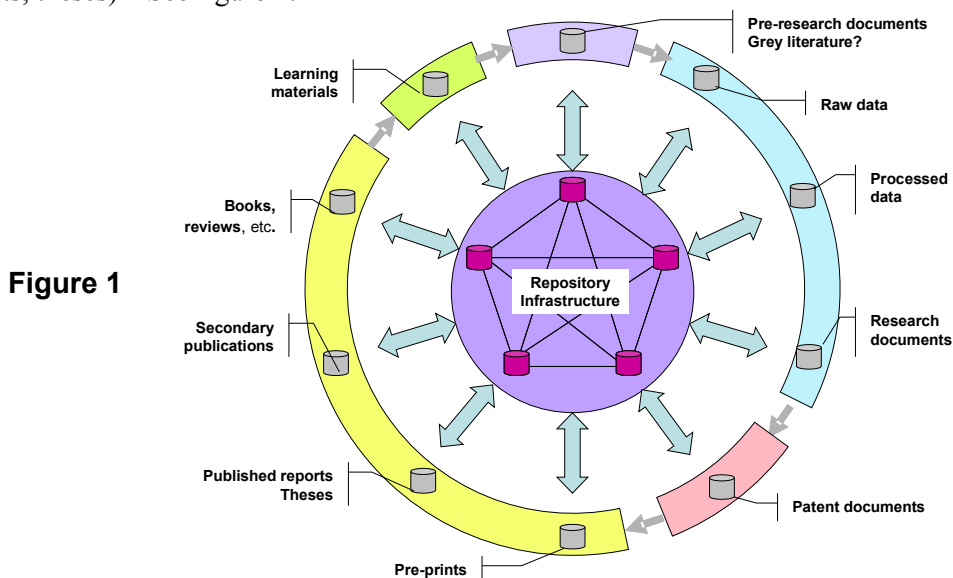 Pre-research documents
Grey literature?
Learning
materials
Raw data
Processed
data
Books,
reviews, etc.
Figure 1
Repository
Infrastructure
Secondary
publications
Research
documents
Published reports
Theses
Patent documents
Pre-prints